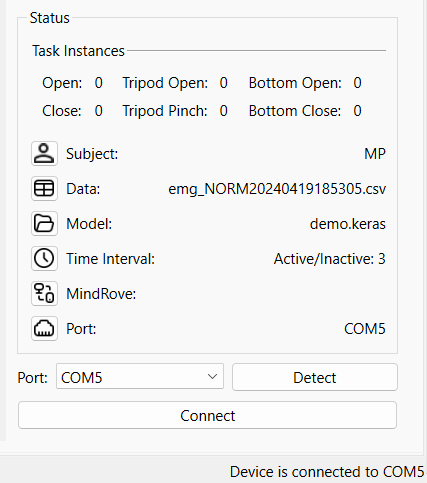 Status
Task Instances
Open: 0 Tripod Open: 0 Bottom Open: 0
Close: 0 Tripod Pinch: 0 Bottom Close: 0
Subject: MP
Data: emg_NORM20240419185305.csv
Model: demo.keras
Time Interval: Active/Inactive: 3
MindRove:
Port: COM5
Port: COM5 Detect
Connect
Device is connected to COM5